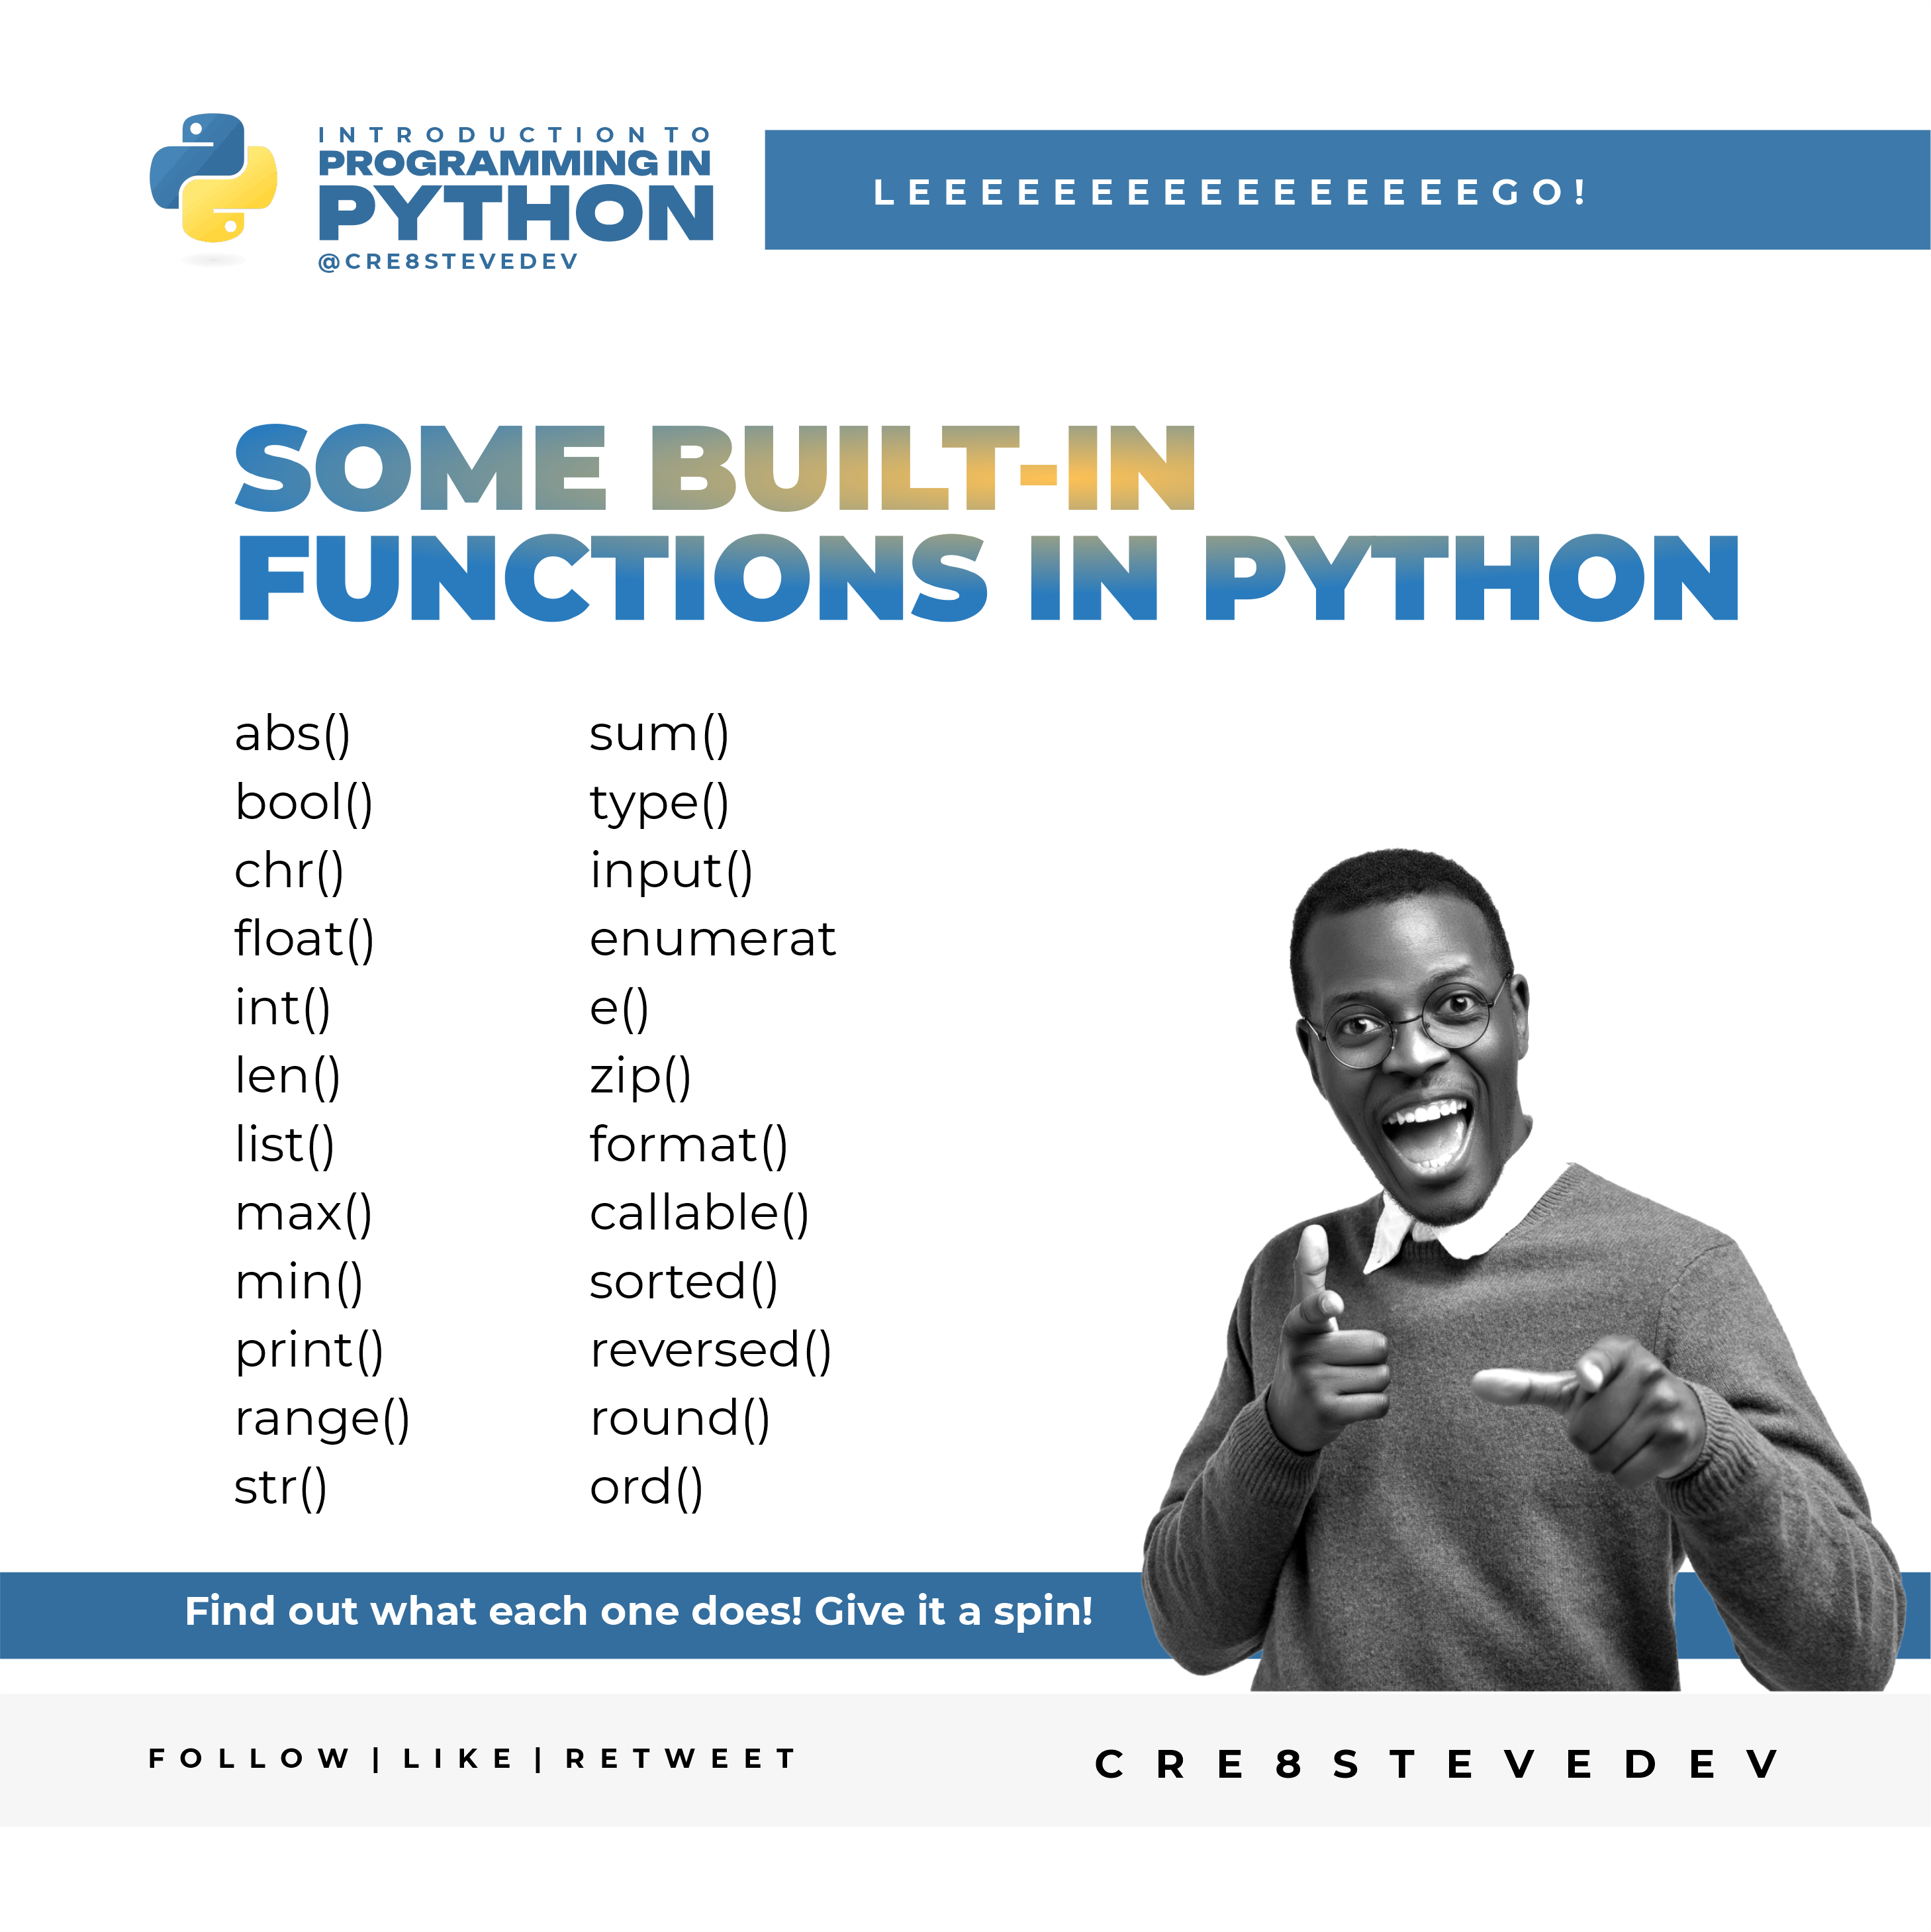 INTRODUCTION TO
PROGRAMMING IN
PYTHON
@CRE8STEVEDEV
LEEEEEEEEEEEEEEEEGO!
SOME BUILT-IN
FUNCTIONS IN PYTHON
abs()
bool()
chr()
float()
int()
len()
list()
max()
min()
print()
range()
str()
sum()
type()
input()
enumerat
e()
zip()
format()
callable()
sorted()
reversed()
round()
ord()
Find out what each one does! Give it a spin!
FOLLOW | LIKE | RETWEET
CRE8STEVEDEV